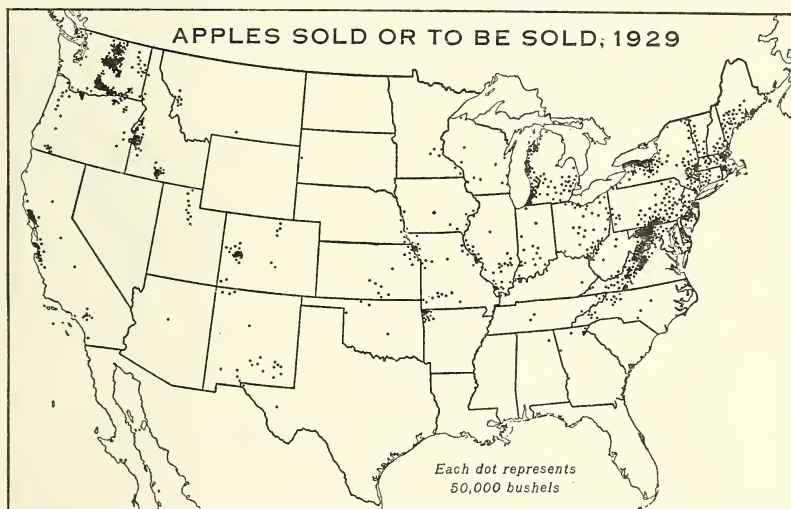 APPLES SOLD OR TO BE SOLD, 1929
Each dot represents
50,000 bushels